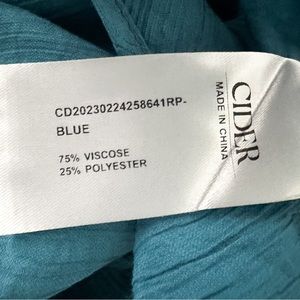 CD20230224258641RP-
BLUE
75% VISCOSE
25% POLYESTER
CIDER
MADE IN CHINA